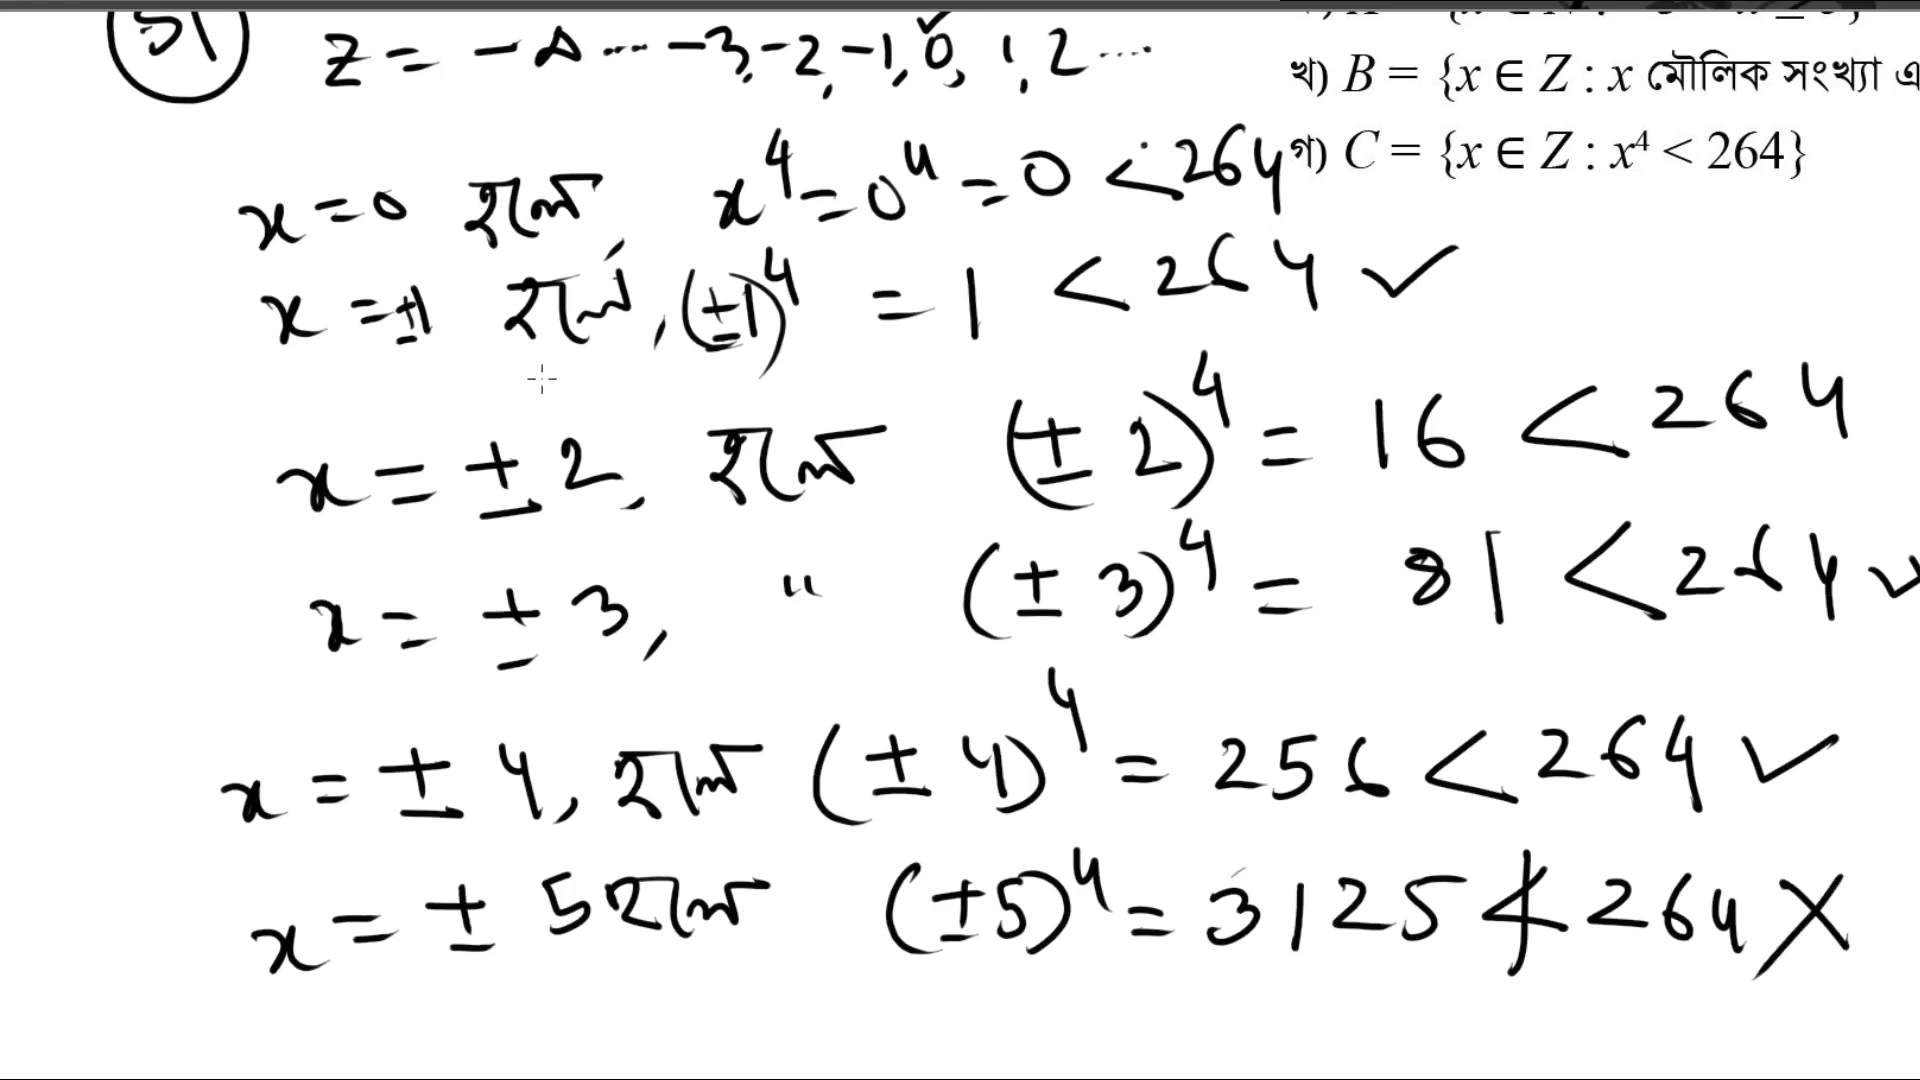 গ)
Z = -∞ ... -3, -2, -1, 0, 1, 2 ...
খ) B = {x ∈ Z : x মৌলিক সংখ্যা এ
গ) C = {x ∈ Z : x⁴ < 264}
x = 0 হলে x⁴ = 0⁴ = 0 < 264
x = ±1 হলে, (±1)⁴ = 1 < 264 ✓
x = ±2, হলে (±2)⁴ = 16 < 264
x = ±3, " (±3)⁴ = 81 < 264 ✓
x = ±4, হলে (±4)⁴ = 256 < 264 ✓
x = ±5 হলে (±5)⁴ = 3125 ≮ 264 ✗